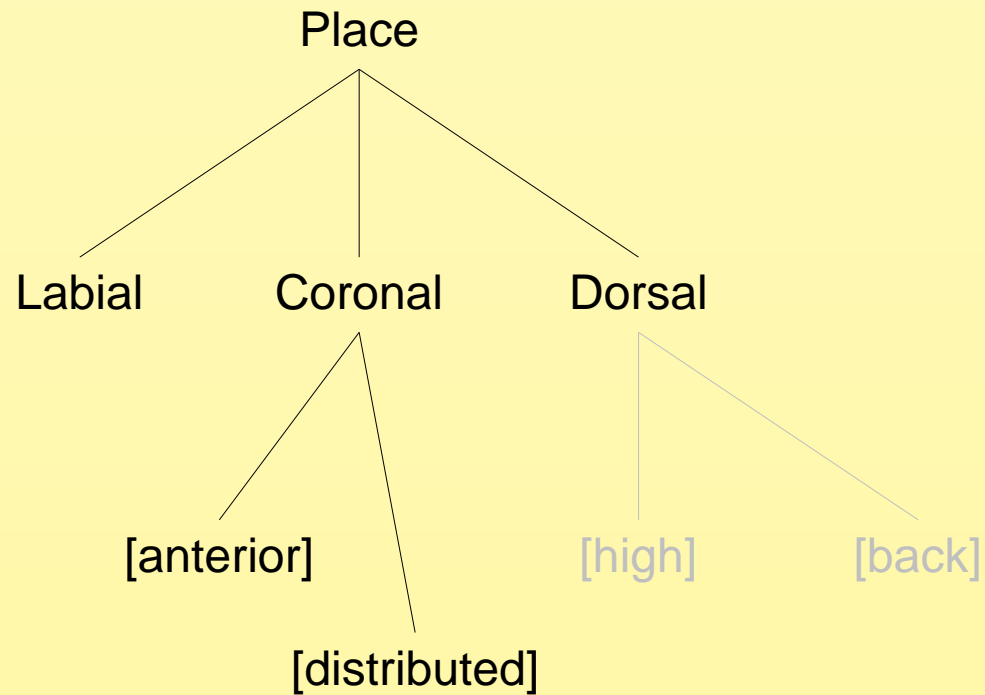 Place
Labial Coronal Dorsal
[anterior] [high] [back]
[distributed]